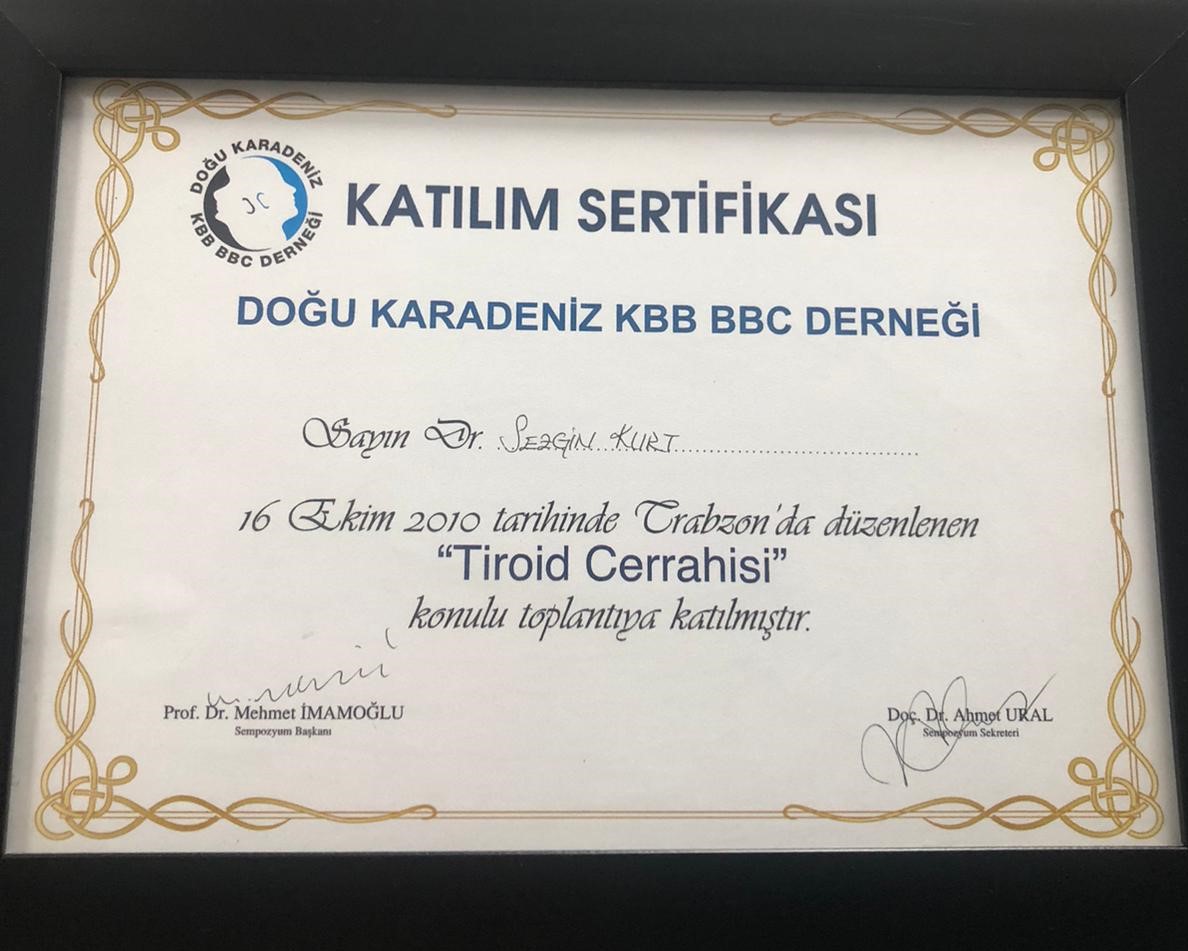 DOĞU KARADENİZ
KBB BBC DERNEĞİ
KATILIM SERTİFİKASI
DOĞU KARADENİZ KBB BBC DERNEĞİ
Sayın Dr. SEZGİN KURT
16 Ekim 2010 tarihinde Trabzon'da düzenlenen
“Tiroid Cerrahisi”
konulu toplantıya katılmıştır.
Prof. Dr. Mehmet İMAMOĞLU
Sempozyum Başkanı
Doç. Dr. Ahmet URAL
Sempozyum Sekreteri